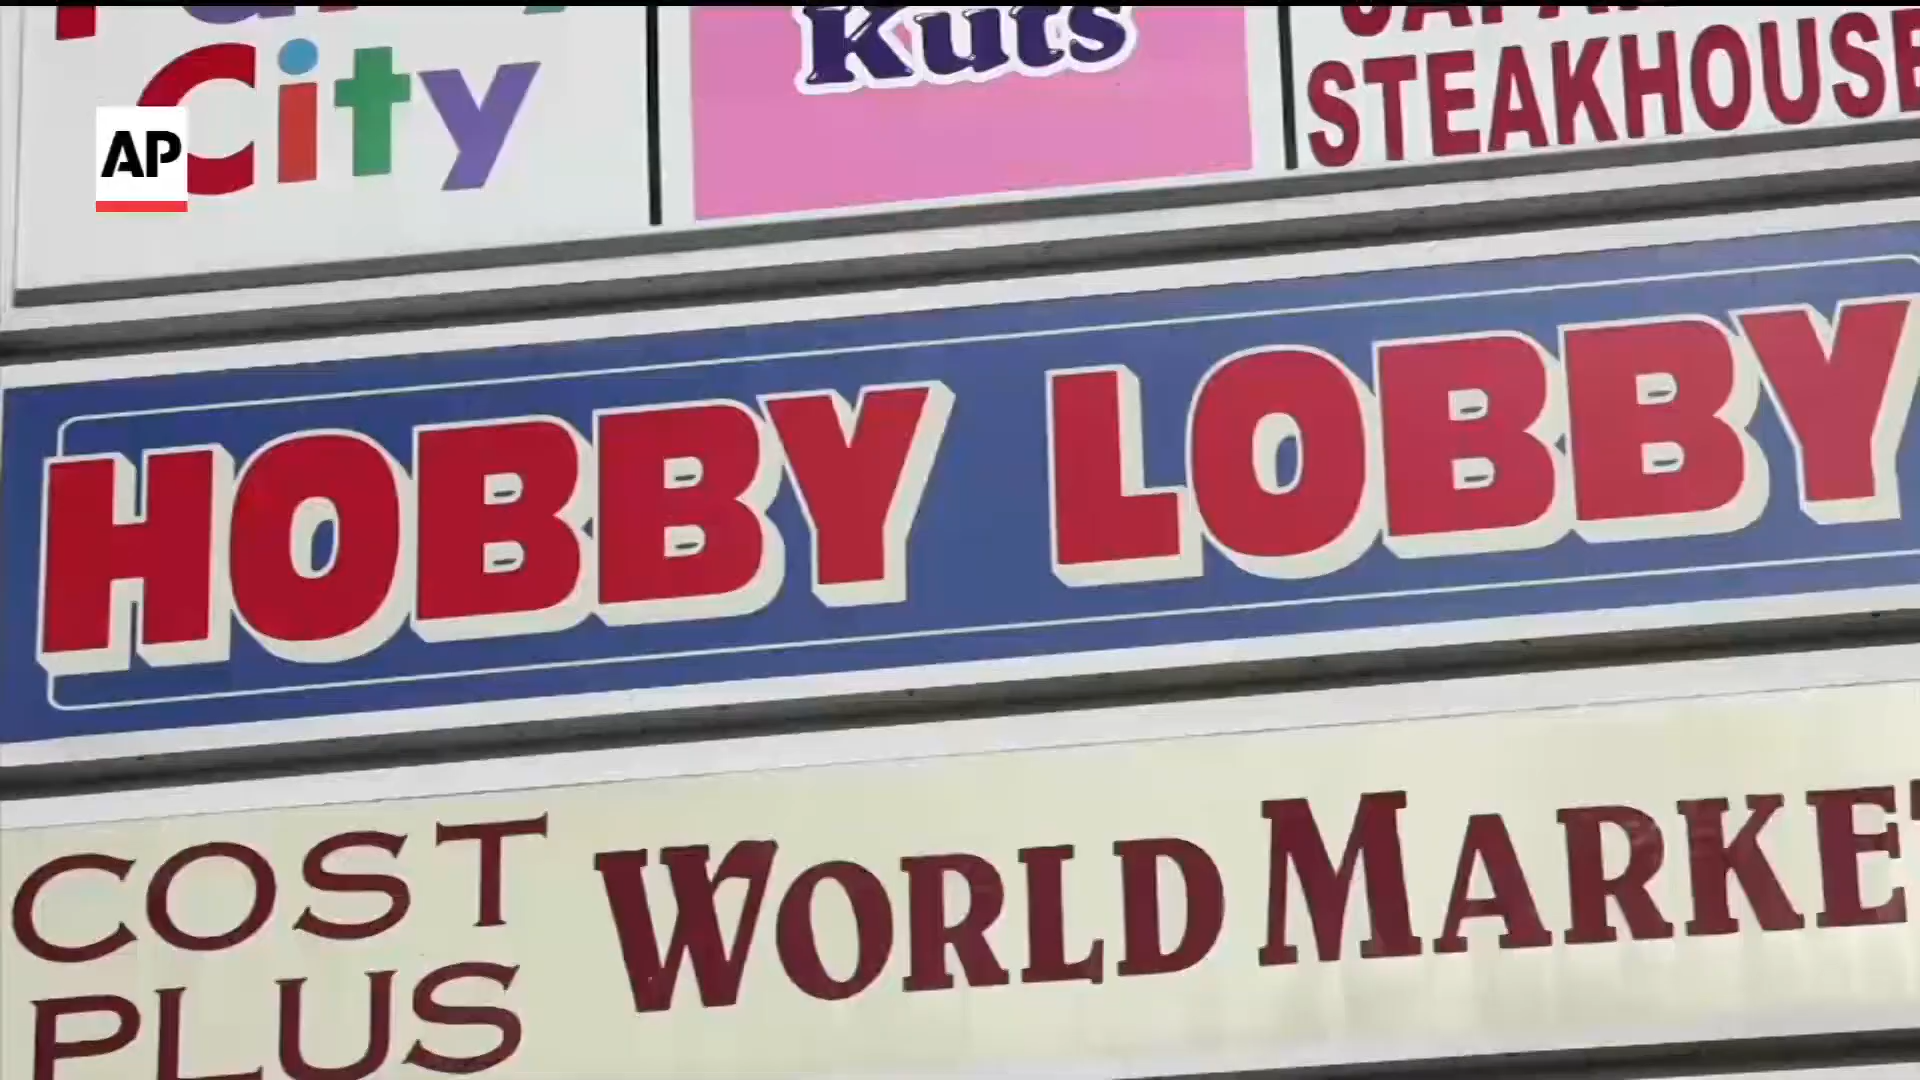 City
Kuts
STEAKHOUSE
AP
HOBBY LOBBY
COST
PLUS
WORLD MARKET